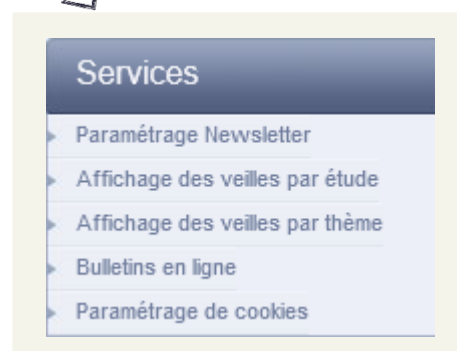 Services
Paramétrage Newsletter
Affichage des veilles par étude
Affichage des veilles par thème
Bulletins en ligne
Paramétrage de cookies